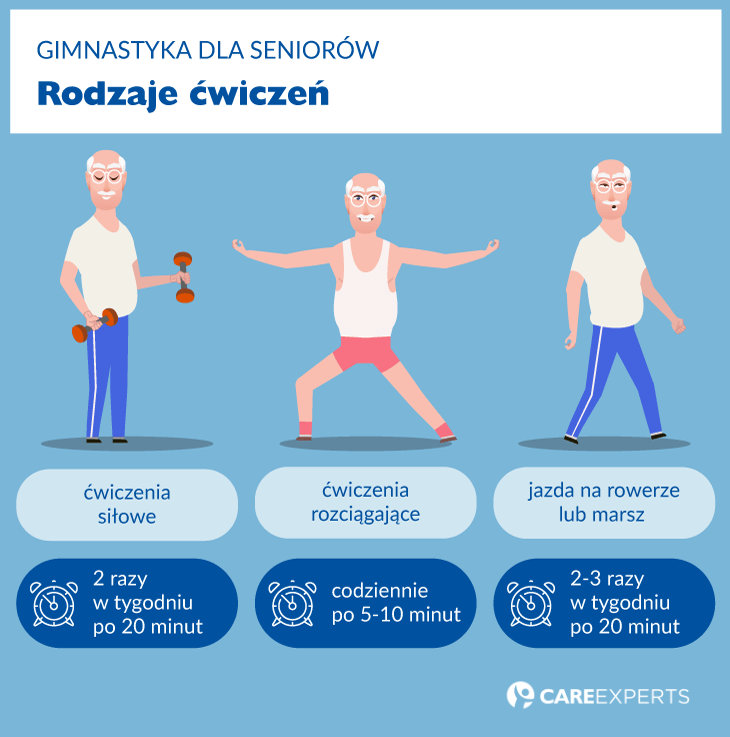 GIMNASTYKA DLA SENIORÓW
Rodzaje ćwiczeń
ćwiczenia
siłowe
ćwiczenia
rozciągające
jazda na rowerze
lub marsz
2 razy
w tygodniu
po 20 minut
codziennie
po 5-10 minut
2-3 razy
w tygodniu
po 20 minut
CAREEXPERTS